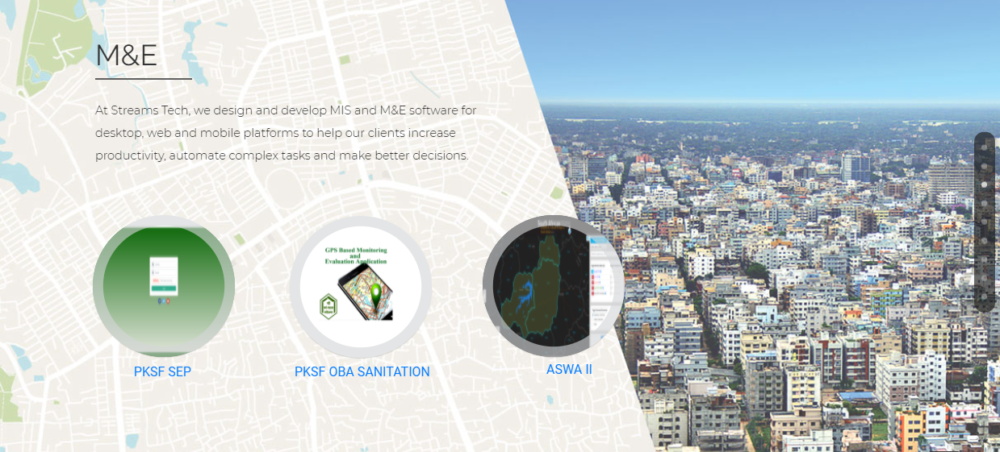 M&E
At Streams Tech, we design and develop MIS and M&E software for
desktop, web and mobile platforms to help our clients increase
productivity, automate complex tasks and make better decisions.
GPS Based Monitoring
and
Evaluation Application
PKSF SEP
PKSF OBA SANITATION
ASWA II